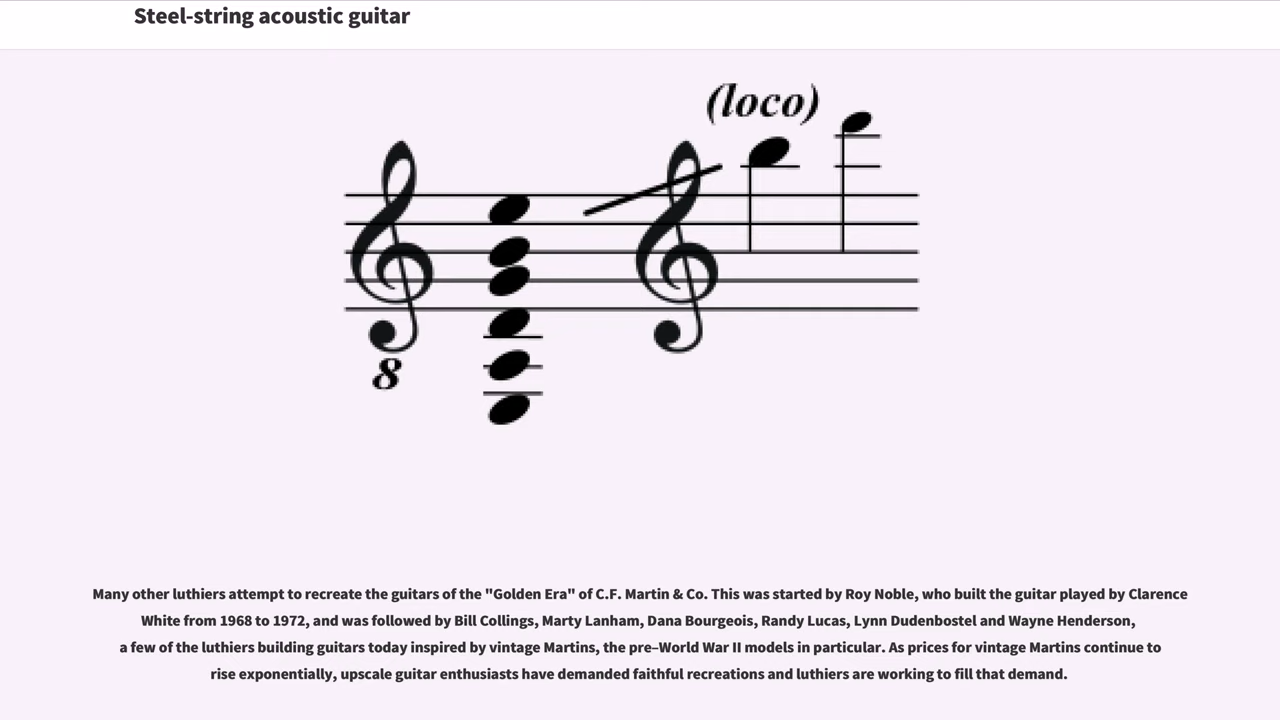 Steel-string acoustic guitar
(loco)
8
Many other luthiers attempt to recreate the guitars of the "Golden Era" of C.F. Martin & Co. This was started by Roy Noble, who built the guitar played by Clarence
White from 1968 to 1972, and was followed by Bill Collings, Marty Lanham, Dana Bourgeois, Randy Lucas, Lynn Dudenbostel and Wayne Henderson,
a few of the luthiers building guitars today inspired by vintage Martins, the pre–World War II models in particular. As prices for vintage Martins continue to
rise exponentially, upscale guitar enthusiasts have demanded faithful recreations and luthiers are working to fill that demand.